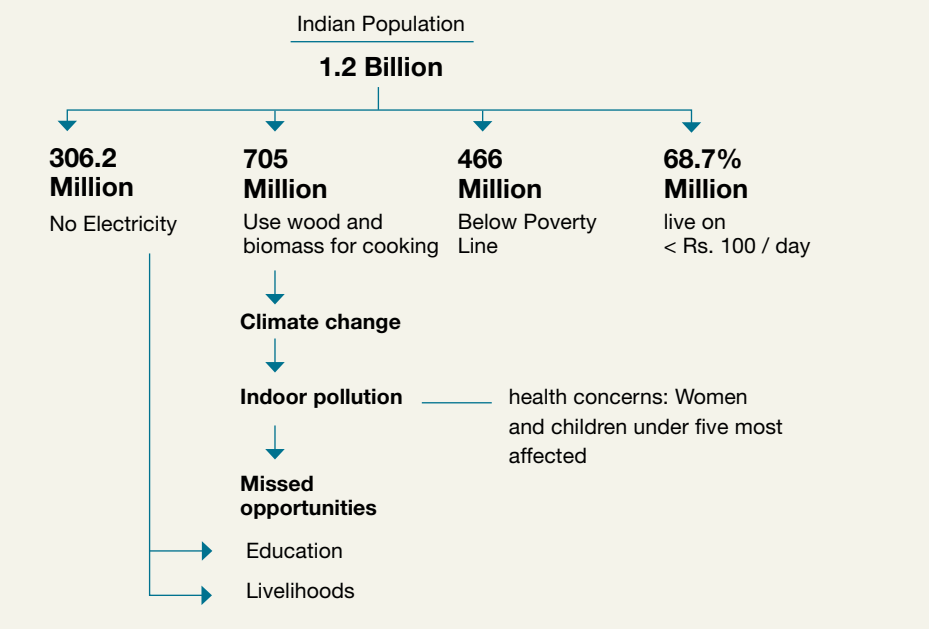 Indian Population
1.2 Billion
306.2
Million
No Electricity
705
Million
Use wood and
biomass for cooking
466
Million
Below Poverty
Line
68.7%
Million
live on
< Rs. 100 / day
Climate change
Indoor pollution
health concerns: Women
and children under five most
affected
Missed
opportunities
Education
Livelihoods